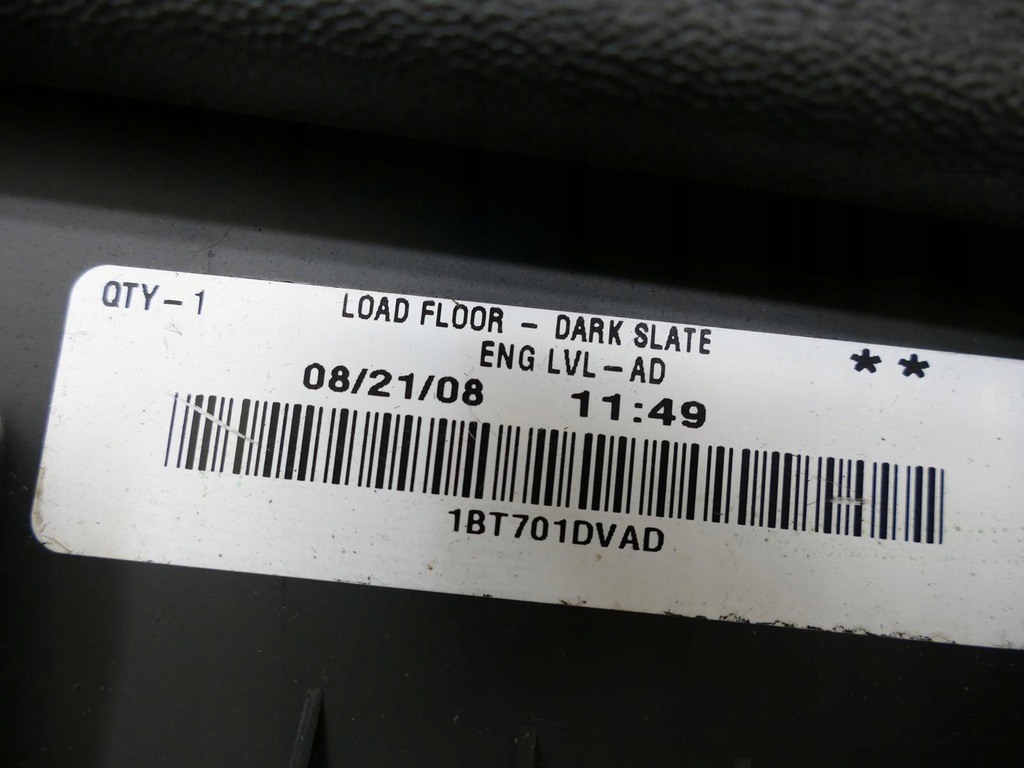 QTY-1
LOAD FLOOR - DARK SLATE
ENG LVL-AD
**
08/21/08 11:49
1BT701DVAD